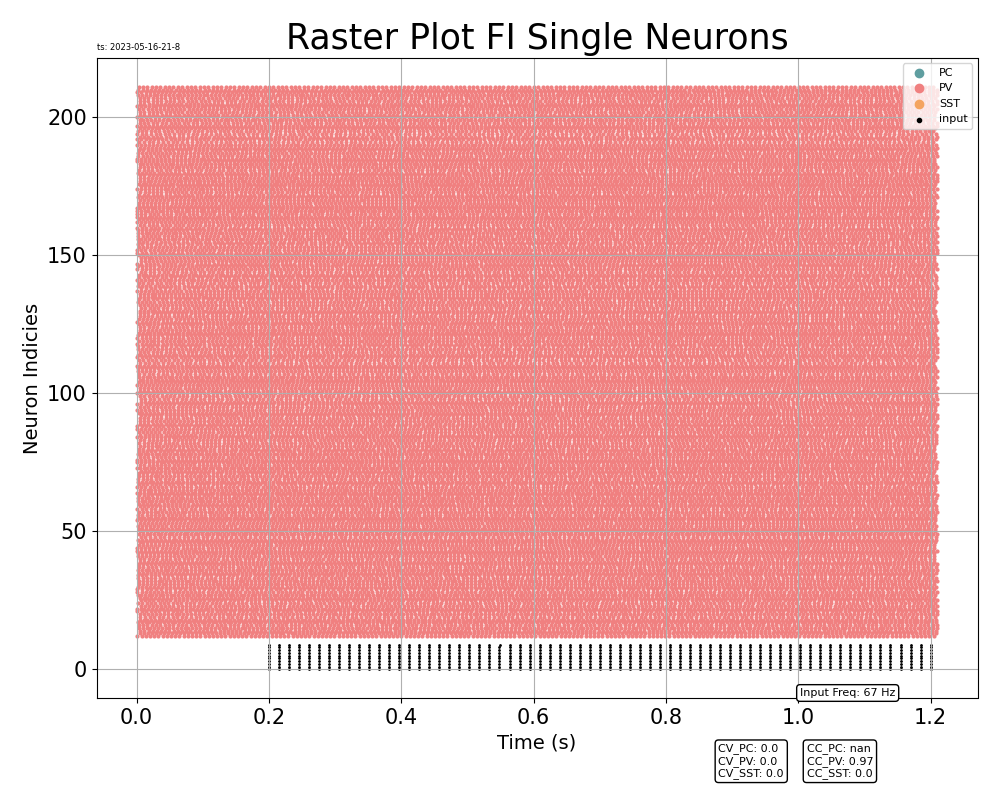 Raster Plot FI Single Neurons
ts: 2023-05-16-21-8
PC
PV
SST
input
Neuron Indicies
200
150
100
50
0
Input Freq: 67 Hz
0.0 0.2 0.4 0.6 0.8 1.0 1.2
Time (s)
CV_PC: 0.0
CV_PV: 0.0
CV_SST: 0.0
CC_PC: nan
CC_PV: 0.97
CC_SST: 0.0